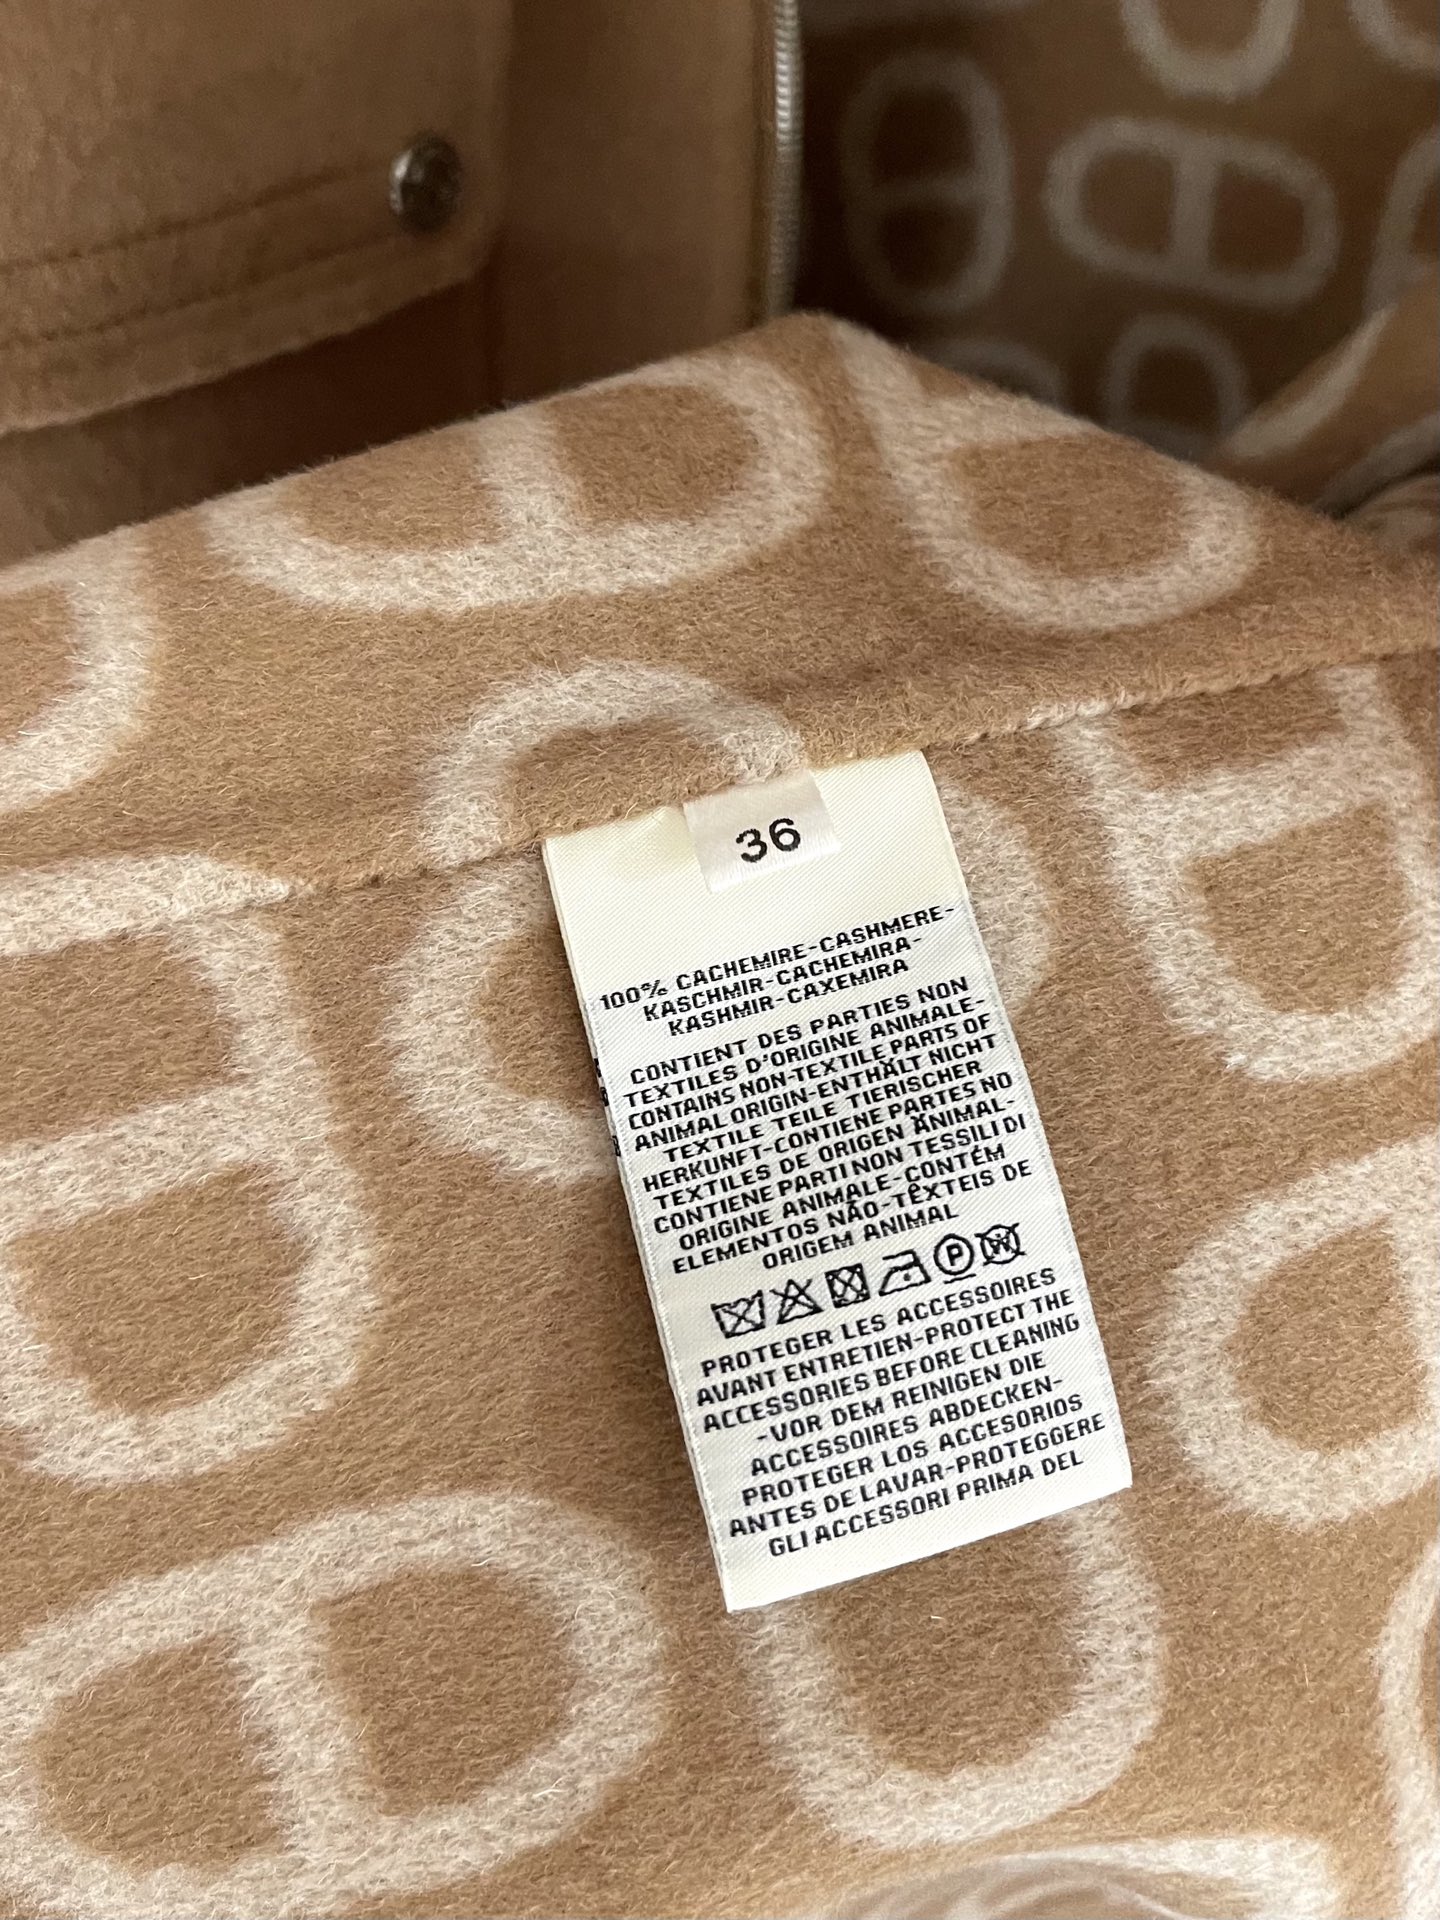 36
100% CACHEMIRE-CASHMERE-
KASCHMIR-CACHEMIRA-
KASHMIR-CAXEMIRA
CONTIENT DES PARTIES NON
TEXTILES D'ORIGINE ANIMALE-
CONTAINS NON-TEXTILE PARTS OF
ANIMAL ORIGIN-ENTHÄLT NICHT
TEXTILE TEILE TIERISCHER
HERKUNFT-CONTIENE PARTES NO
TEXTILES DE ORIGEN ANIMAL-
CONTIENE PARTI NON TESSILI DI
ORIGINE ANIMALE-CONTÉM
ELEMENTOS NÃO-TÊXTEIS DE
ORIGEM ANIMAL
P W
PROTEGER LES ACCESSOIRES
AVANT ENTRETIEN-PROTECT THE
ACCESSORIES BEFORE CLEANING
-VOR DEM REINIGEN DIE
ACCESSOIRES ABDECKEN-
PROTEGER LOS ACCESORIOS
ANTES DE LAVAR-PROTEGGERE
GLI ACCESSORI PRIMA DEL